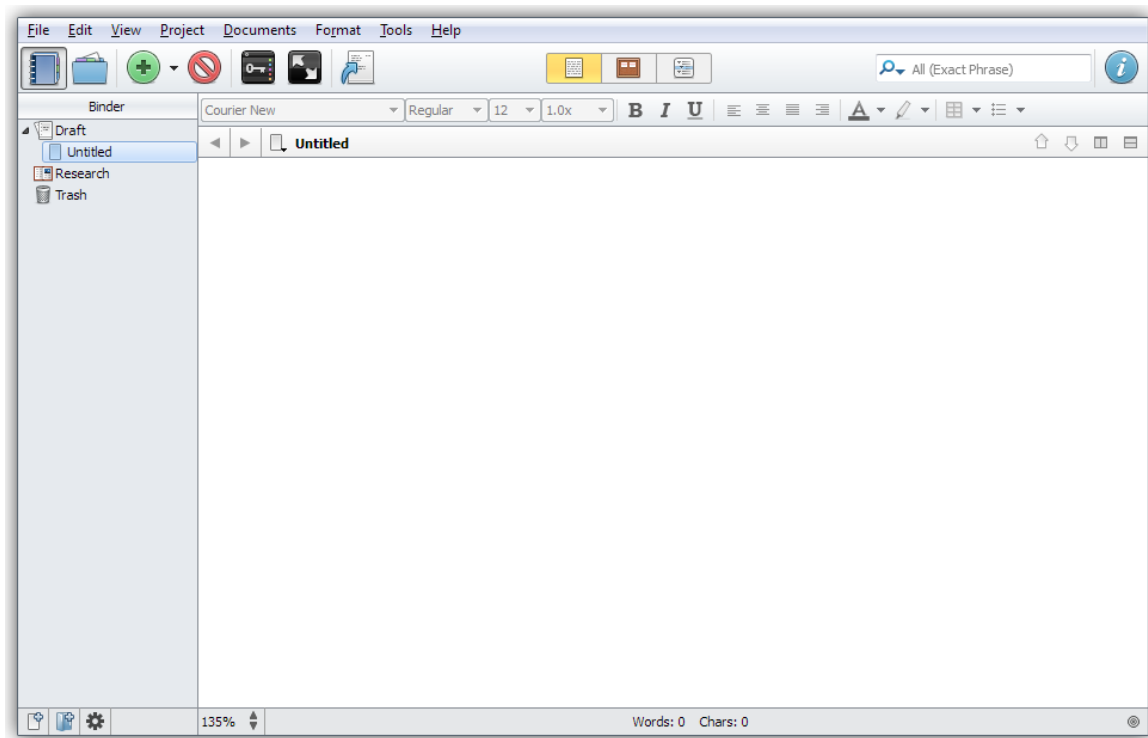 File Edit View Project Documents Format Tools Help
All (Exact Phrase)
Binder
Courier New Regular 12 1.0x B I U A
Draft
Untitled
Untitled
Research
Trash
135% Words: 0 Chars: 0